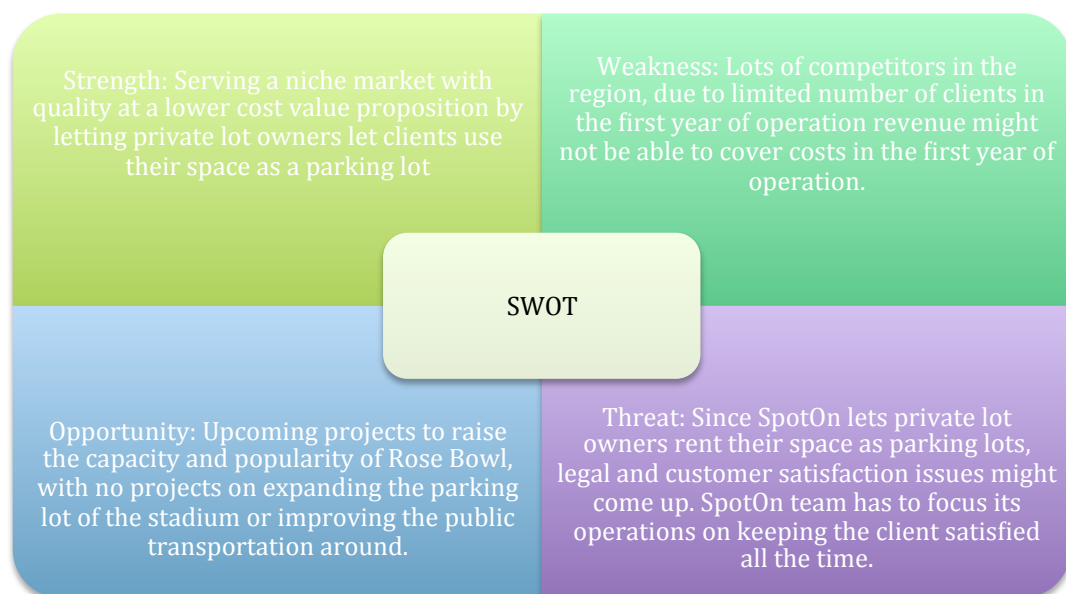 Strength: Serving a niche market with
quality at a lower cost value proposition by
letting private lot owners let clients use
their space as a parking lot
Weakness: Lots of competitors in the
region, due to limited number of clients in
the first year of operation revenue might
not be able to cover costs in the first year of
operation.
SWOT
Opportunity: Upcoming projects to raise
the capacity and popularity of Rose Bowl,
with no projects on expanding the parking
lot of the stadium or improving the public
transportation around.
Threat: Since SpotOn lets private lot
owners rent their space as parking lots,
legal and customer satisfaction issues might
come up. SpotOn team has to focus its
operations on keeping the client satisfied
all the time.